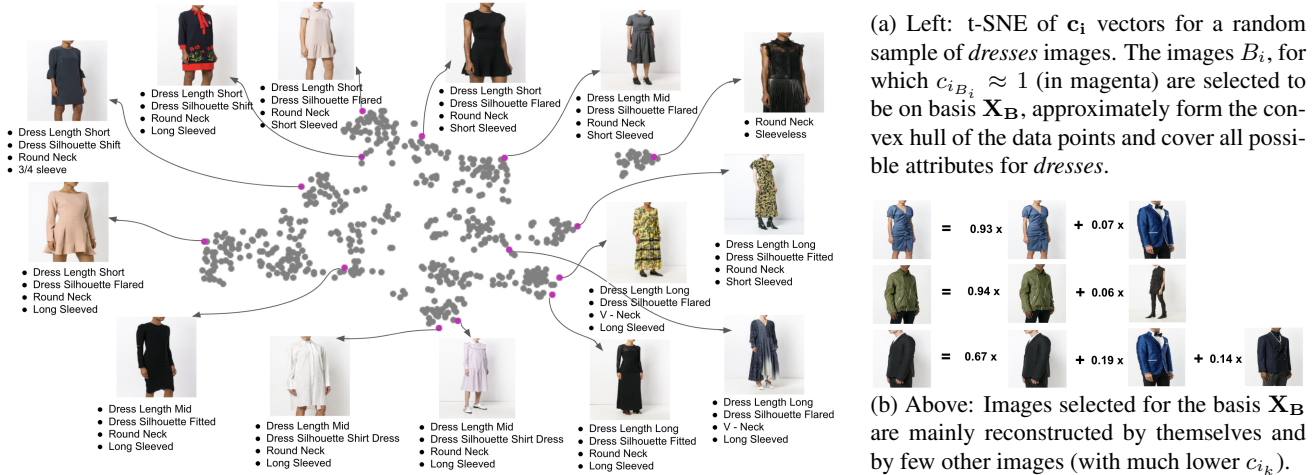 ● Dress Length Short
● Dress Silhouette Shift
● Round Neck
● 3/4 sleeve
● Dress Length Short
● Dress Silhouette Shift
● Round Neck
● Long Sleeved
● Dress Length Short
● Dress Silhouette Flared
● Round Neck
● Short Sleeved
● Dress Length Short
● Dress Silhouette Flared
● Round Neck
● Short Sleeved
● Dress Length Mid
● Dress Silhouette Flared
● Round Neck
● Short Sleeved
● Round Neck
● Sleeveless
● Dress Length Short
● Dress Silhouette Flared
● Round Neck
● Long Sleeved
● Dress Length Long
● Dress Silhouette Fitted
● Round Neck
● Short Sleeved
● Dress Length Long
● Dress Silhouette Flared
● V - Neck
● Long Sleeved
● Dress Length Mid
● Dress Silhouette Fitted
● Round Neck
● Long Sleeved
● Dress Length Mid
● Dress Silhouette Shirt Dress
● Round Neck
● Long Sleeved
● Dress Length Mid
● Dress Silhouette Shirt Dress
● Round Neck
● Long Sleeved
● Dress Length Long
● Dress Silhouette Fitted
● Round Neck
● Long Sleeved
● Dress Length Long
● Dress Silhouette Flared
● V - Neck
● Long Sleeved
(a) Left: t-SNE of c_i vectors for a random
sample of dresses images. The images B_i, for
which c_{i_{B_i}} ≈ 1 (in magenta) are selected to
be on basis X_B, approximately form the con-
vex hull of the data points and cover all possi-
ble attributes for dresses.
= 0.93 x + 0.07 x
= 0.94 x + 0.06 x
= 0.67 x + 0.19 x + 0.14 x
(b) Above: Images selected for the basis X_B
are mainly reconstructed by themselves and
by few other images (with much lower c_{i_k}).